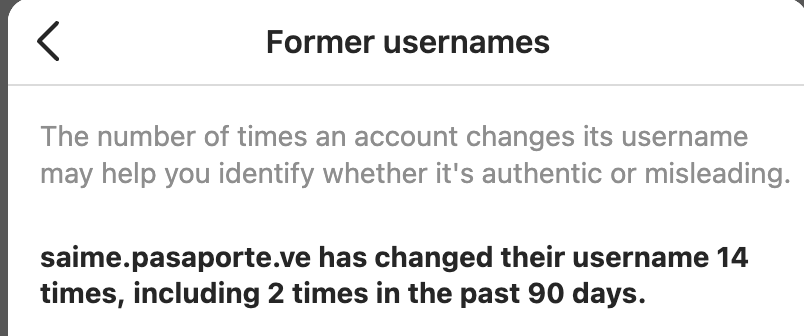 Former usernames
The number of times an account changes its username
may help you identify whether it's authentic or misleading.
saime.pasaporte.ve has changed their username 14
times, including 2 times in the past 90 days.